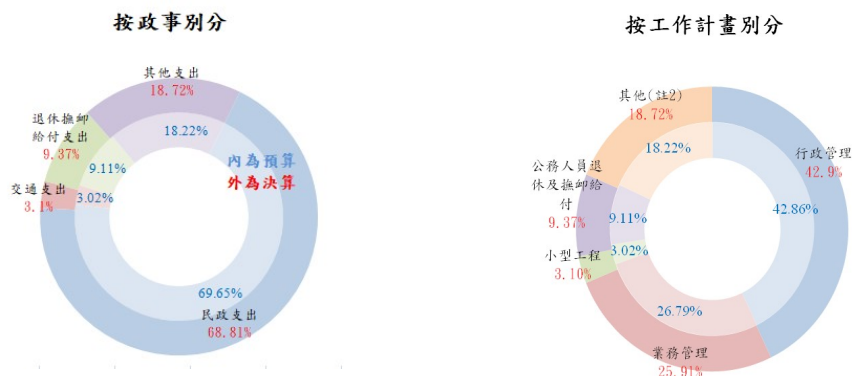 按政事別分
其他支出
18.72%
退休撫卹
給付支出
9.37%
18.22%
9.11%
內為預算
外為決算
交通支出
3.1%
3.02%
69.65%
民政支出
68.81%
按工作計畫別分
其他(註2)
18.72%
行政管理
42.9%
18.22%
公務人員退
休及撫卹給
付
9.37%
9.11%
42.86%
小型工程
3.10%
3.02%
26.79%
業務管理
25.91%